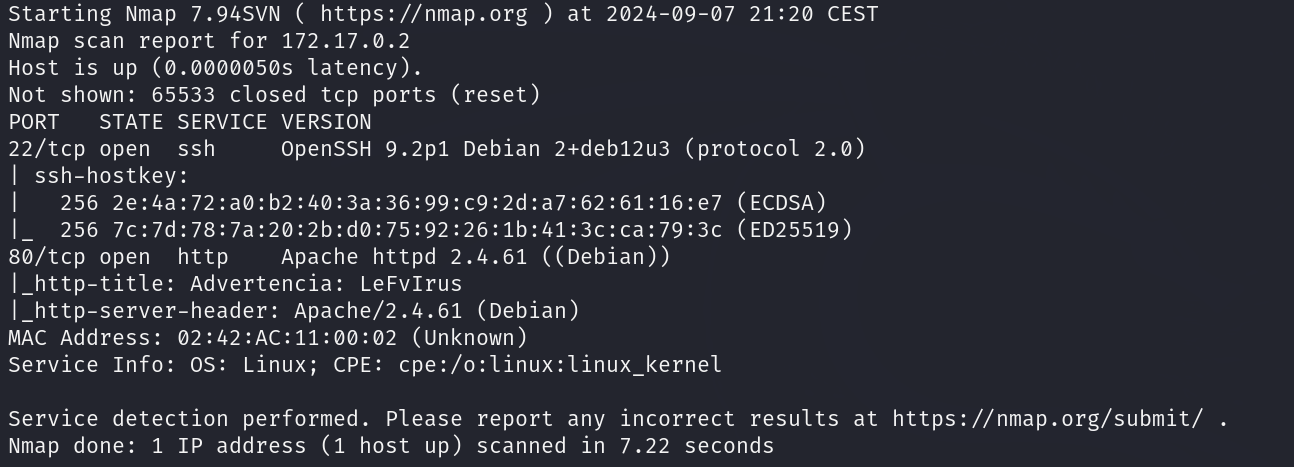 Starting Nmap 7.94SVN ( https://nmap.org ) at 2024-09-07 21:20 CEST
Nmap scan report for 172.17.0.2
Host is up (0.0000050s latency).
Not shown: 65533 closed tcp ports (reset)
PORT   STATE SERVICE VERSION
22/tcp open  ssh     OpenSSH 9.2p1 Debian 2+deb12u3 (protocol 2.0)
| ssh-hostkey:
|   256 2e:4a:72:a0:b2:40:3a:36:99:c9:2d:a7:62:61:16:e7 (ECDSA)
|_  256 7c:7d:78:7a:20:2b:d0:75:92:26:1b:41:3c:ca:79:3c (ED25519)
80/tcp open  http    Apache httpd 2.4.61 ((Debian))
|_http-title: Advertencia: LeFvIrus
|_http-server-header: Apache/2.4.61 (Debian)
MAC Address: 02:42:AC:11:00:02 (Unknown)
Service Info: OS: Linux; CPE: cpe:/o:linux:linux_kernel

Service detection performed. Please report any incorrect results at https://nmap.org/submit/ .
Nmap done: 1 IP address (1 host up) scanned in 7.22 seconds